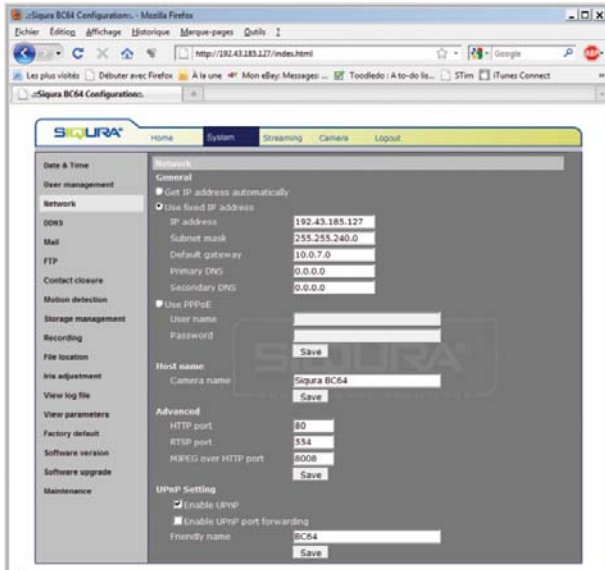 .::Siqura BC64 Configuration::. - Mozilla Firefox
Fichier Édition Affichage Historique Marque-pages Outils ?
http://192.43.185.127/index.html
Google
Les plus visités Débuter avec Firefox À la une Mon eBay: Messages: ... Toodledo : A to-do lis... STim iTunes Connect
.::Siqura BC64 Configuration::.
SIQURA
Home System Streaming Camera Logout
Date & Time
User management
Network
DDNS
Mail
FTP
Contact closure
Motion detection
Storage management
Recording
File location
Iris adjustment
View log file
View parameters
Factory default
Software version
Software upgrade
Maintenance
Network
General
Get IP address automatically
Use fixed IP address
IP address 192.43.185.127
Subnet mask 255.255.240.0
Default gateway 10.0.7.0
Primary DNS 0.0.0.0
Secondary DNS 0.0.0.0
Use PPPoE
User name
Password
Save
Host name
Camera name Siqura BC64
Save
Advanced
HTTP port 80
RTSP port 554
MJPEG over HTTP port 8008
Save
UPnP Setting
Enable UPnP
Enable UPnP port forwarding
Friendly name BC64
Save
SIQURA